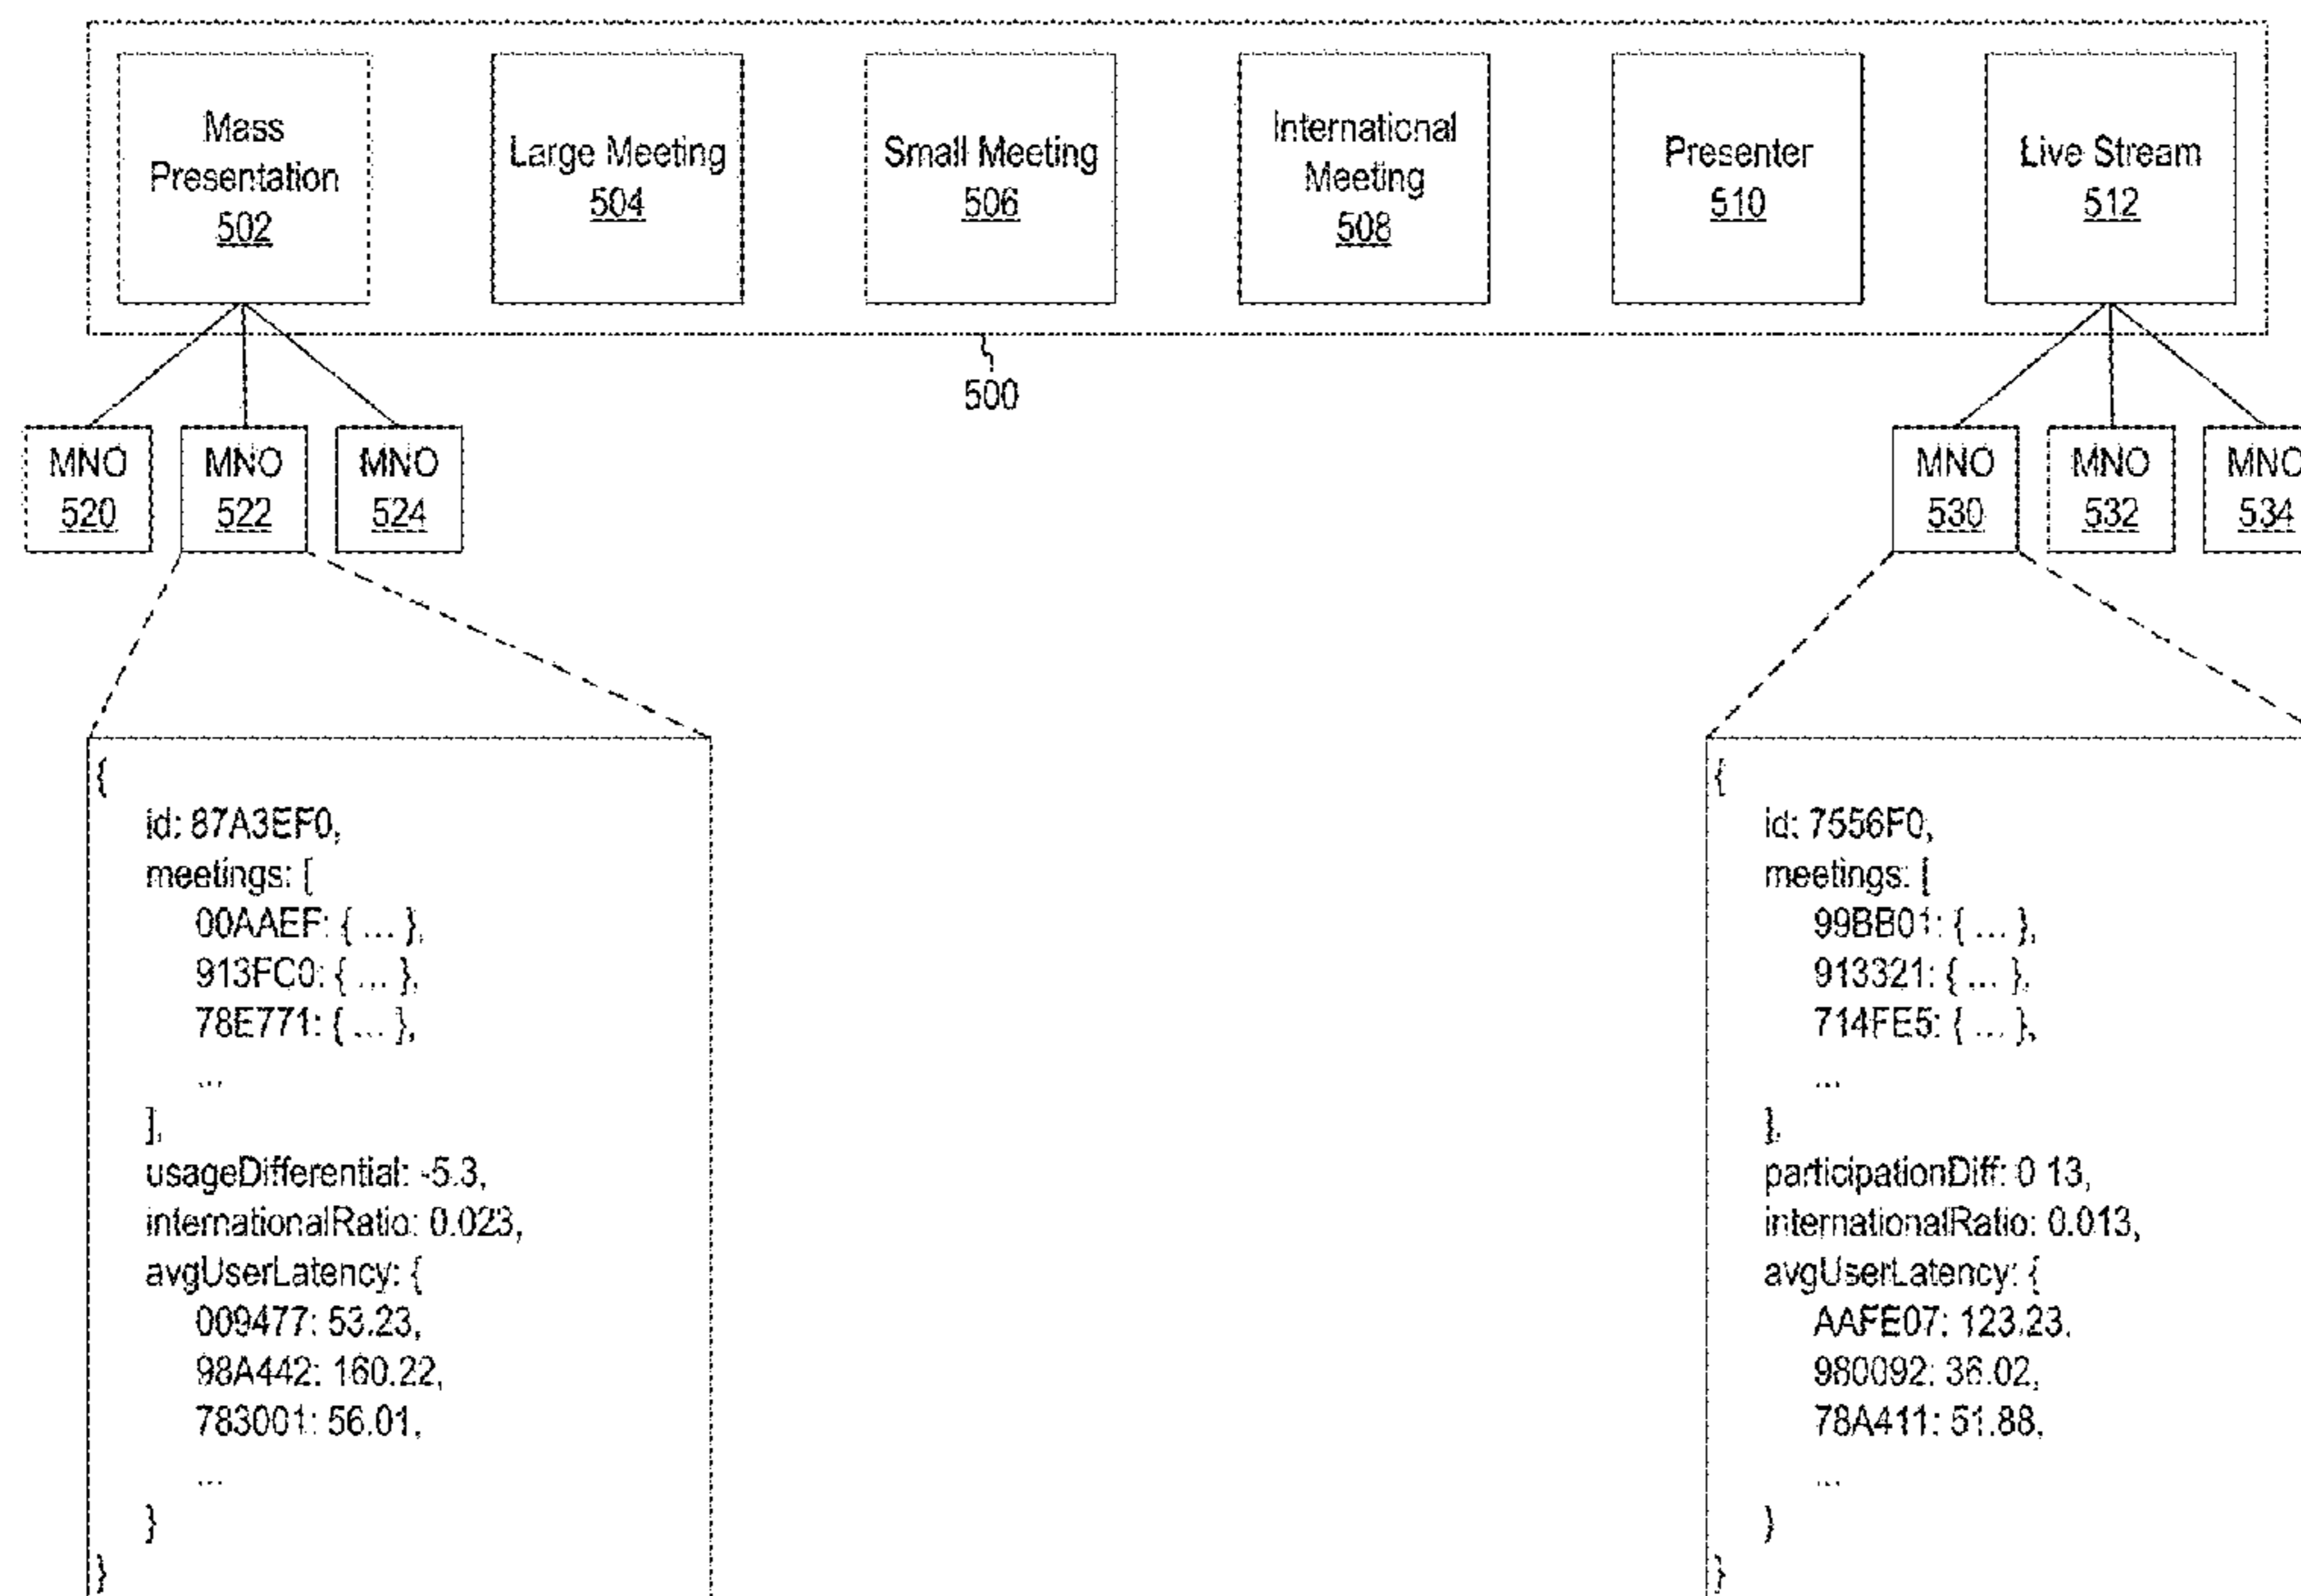 Mass
Presentation
502
Large Meeting
504
Small Meeting
506
International
Meeting
508
Presenter
510
Live Stream
512
500
MNO
520
MNO
522
MNO
524
MNO
530
MNO
532
MNO
534
{
id: 87A3EF0,
meetings: [
00AAEF: { ... },
913FC0: { ... },
78E771: { ... },
...
],
usageDifferential: -5.3,
internationalRatio: 0.023,
avgUserLatency: {
009477: 53.23,
98A442: 160.22,
783001: 56.01,
...
}
}
{
id: 7556F0,
meetings: [
99BB01: { ... },
913321: { ... },
714FE5: { ... },
...
],
participationDiff: 0.13,
internationalRatio: 0.013,
avgUserLatency: {
AAFE07: 123.23,
980092: 36.02,
78A411: 51.88,
...
}
}